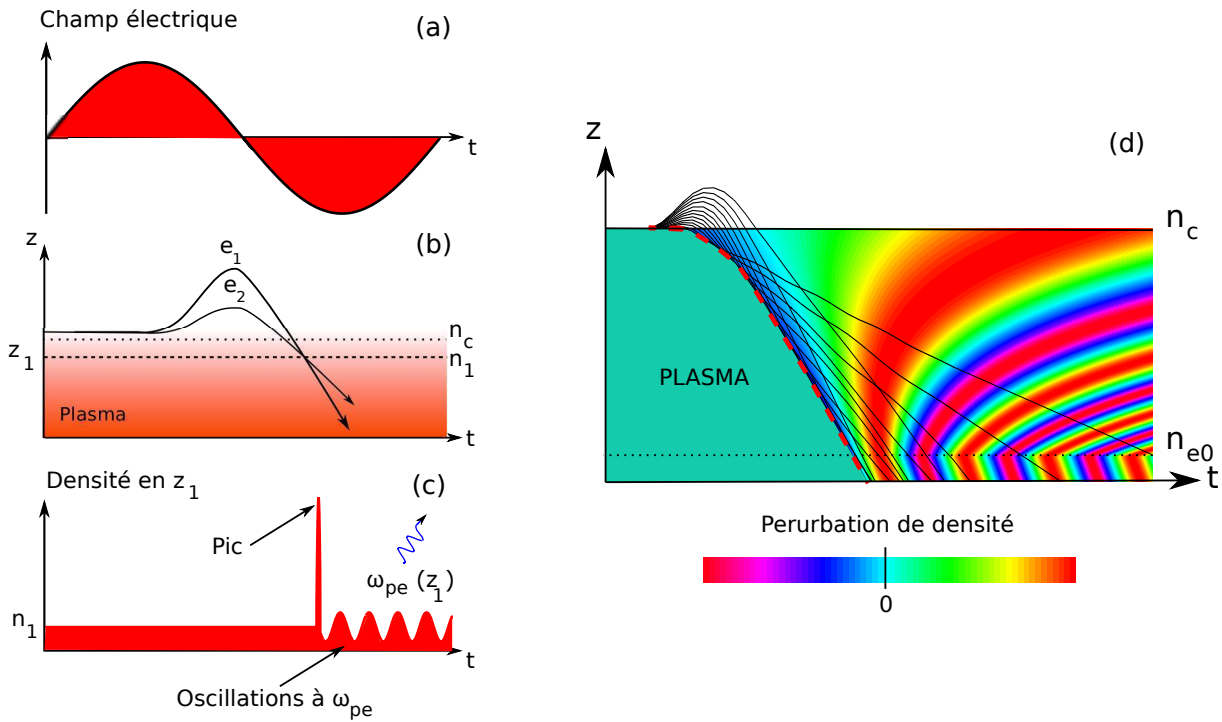 Champ électrique
(a)
t
z
(b)
e1
e2
nc
z1
n1
Plasma
t
Densité en z1
(c)
Pic
ωpe (z1)
n1
t
Oscillations à ωpe
z
(d)
nc
PLASMA
ne0
t
Perurbation de densité
0